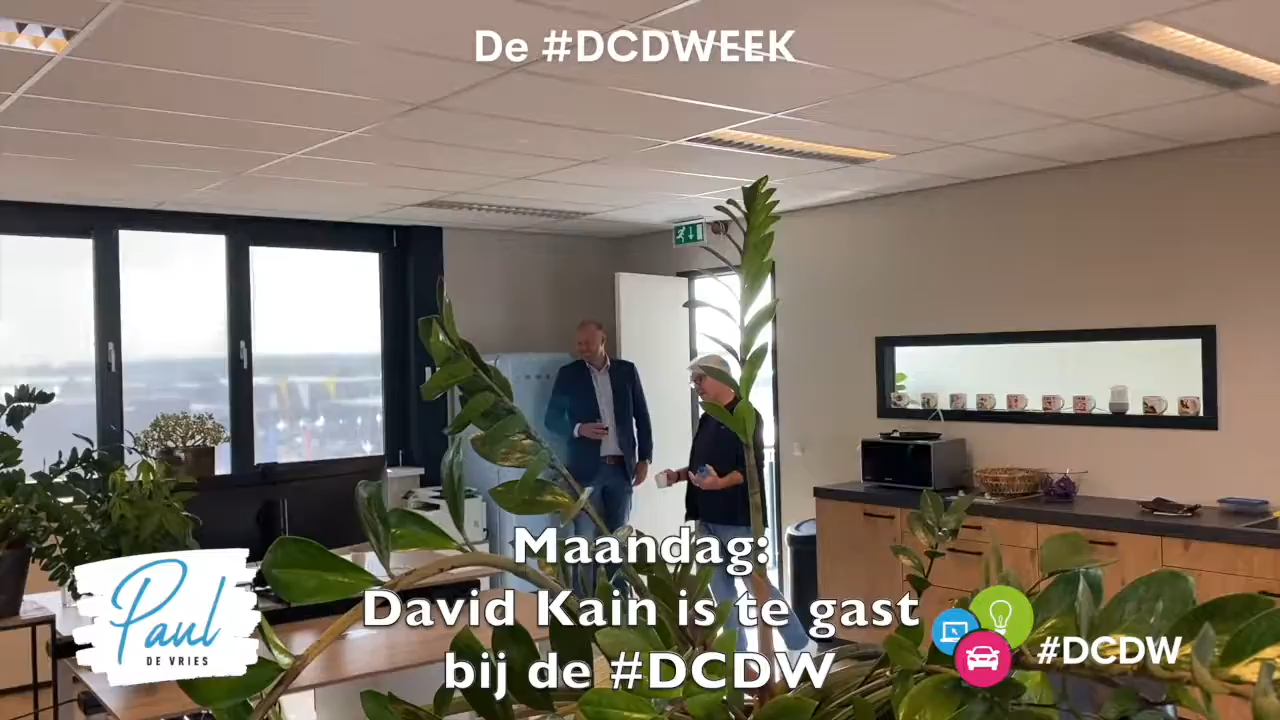 De #DCDWEEK
Maandag:
David Kain is te gast
bij de #DCDW
Paul
DE VRIES
#DCDW